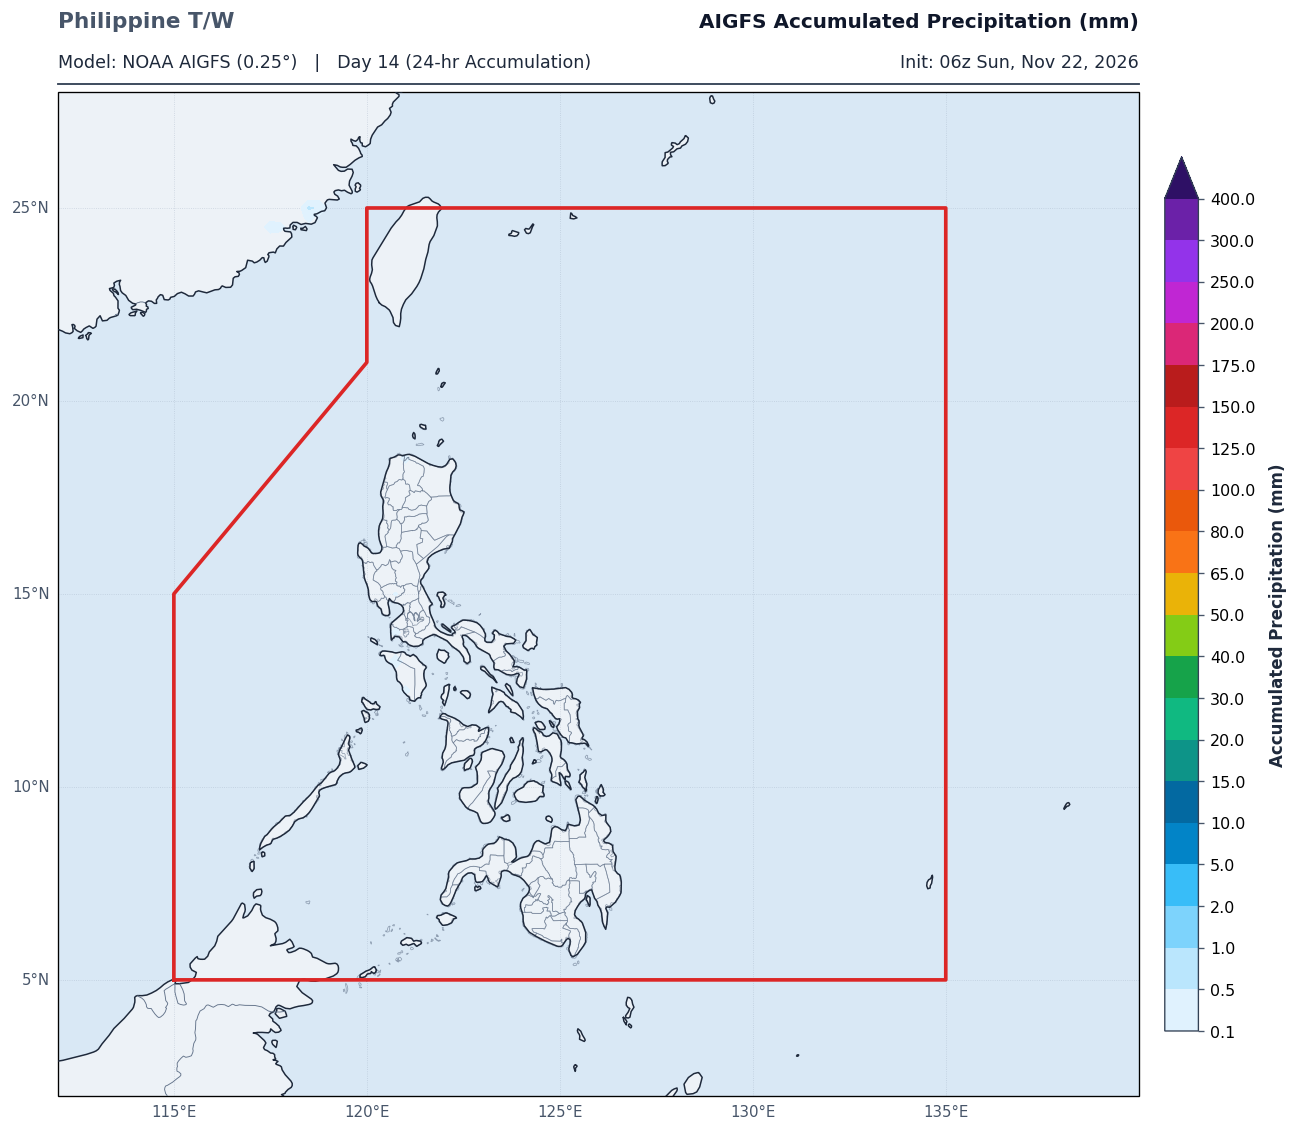 Philippine T/W
AIGFS Accumulated Precipitation (mm)
Model: NOAA AIGFS (0.25°)   |   Day 14 (24-hr Accumulation)
Init: 06z Sun, Nov 22, 2026
25°N
20°N
15°N
10°N
5°N
115°E
120°E
125°E
130°E
135°E
400.0
300.0
250.0
200.0
175.0
150.0
125.0
100.0
80.0
65.0
50.0
40.0
30.0
20.0
15.0
10.0
5.0
2.0
1.0
0.5
0.1
Accumulated Precipitation (mm)